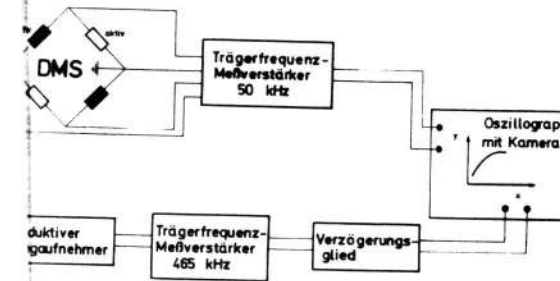 aktiv
DMS
Trägerfrequenz-
Meßverstärker
50 kHz
Oszillograp
mit Kamera
y
x
duktiver
gaufnehmer
Trägerfrequenz-
Meßverstärker
465 kHz
Verzögerungs-
glied